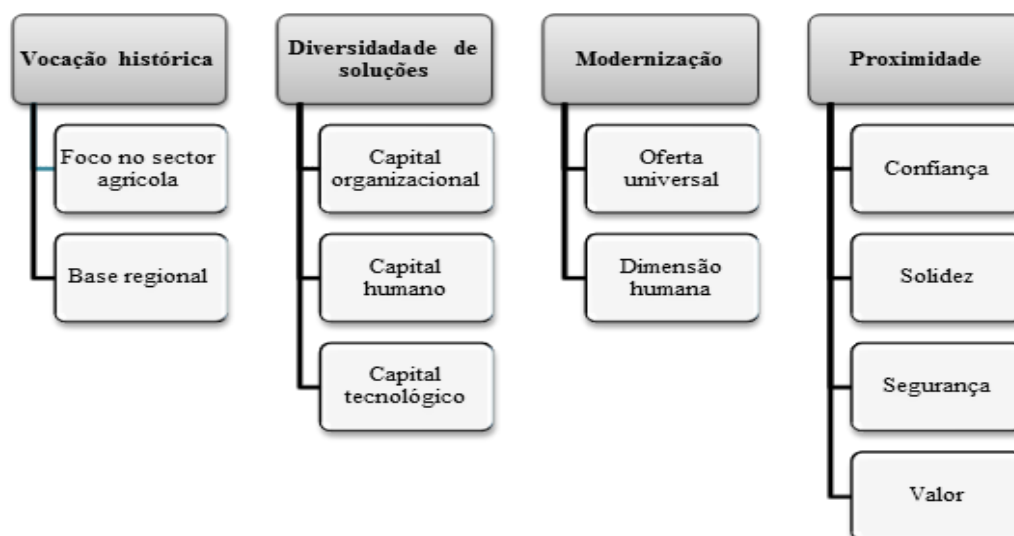 Vocação histórica
Foco no sector
agrícola
Base regional
Diversidadade de
soluções
Capital
organizacional
Capital
humano
Capital
tecnológico
Modernização
Oferta
universal
Dimensão
humana
Proximidade
Confiança
Solidez
Segurança
Valor